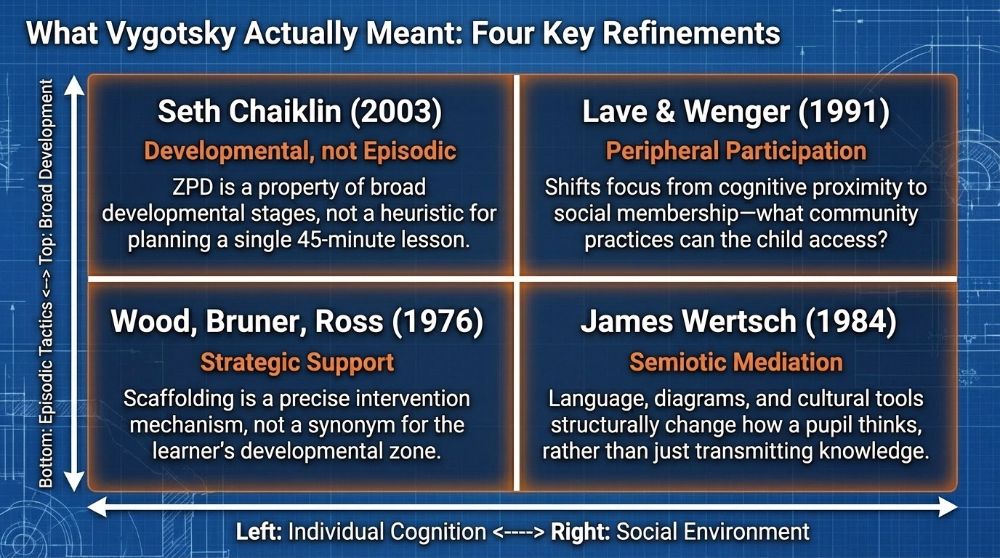 What Vygotsky Actually Meant: Four Key Refinements
Bottom: Episodic Tactics <--> Top: Broad Development
Seth Chaiklin (2003)
Developmental, not Episodic
ZPD is a property of broad
developmental stages, not a heuristic for
planning a single 45-minute lesson.
Lave & Wenger (1991)
Peripheral Participation
Shifts focus from cognitive proximity to
social membership—what community
practices can the child access?
Wood, Bruner, Ross (1976)
Strategic Support
Scaffolding is a precise intervention
mechanism, not a synonym for the
learner’s developmental zone.
James Wertsch (1984)
Semiotic Mediation
Language, diagrams, and cultural tools
structurally change how a pupil thinks,
rather than just transmitting knowledge.
Left: Individual Cognition <----> Right: Social Environment